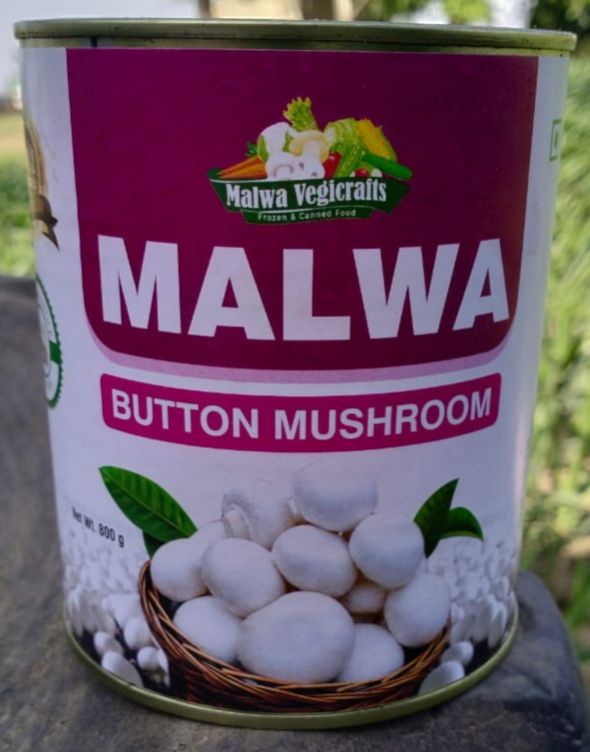 Malwa Vegicrafts
Frozen & Canned Food
MALWA
BUTTON MUSHROOM
Net Wt. 800 g